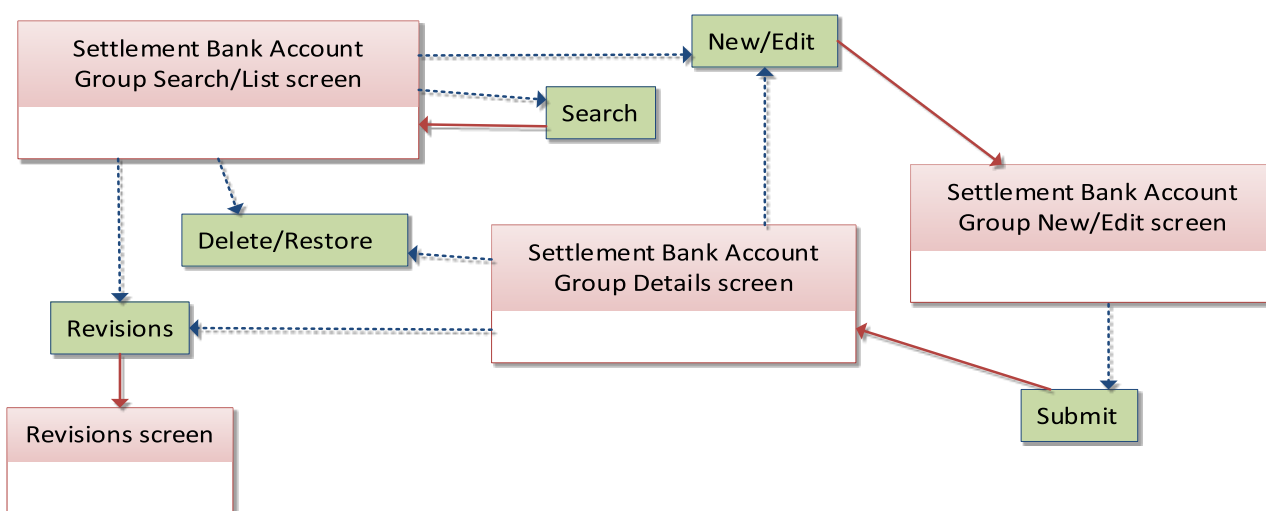 Settlement Bank Account
Group Search/List screen
New/Edit
Search
Settlement Bank Account
Group New/Edit screen
Delete/Restore
Settlement Bank Account
Group Details screen
Revisions
Submit
Revisions screen